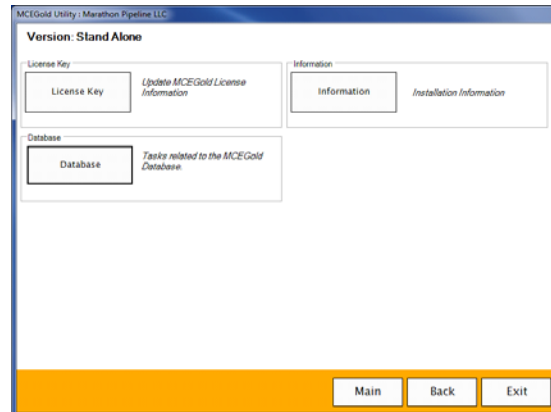 MCEGold Utility : Marathon Pipeline LLC
Version: Stand Alone
License Key
License Key
Update MCEGold License
Information
Information
Information
Installation Information
Database
Database
Tasks related to the MCEGold
Database.
Main
Back
Exit